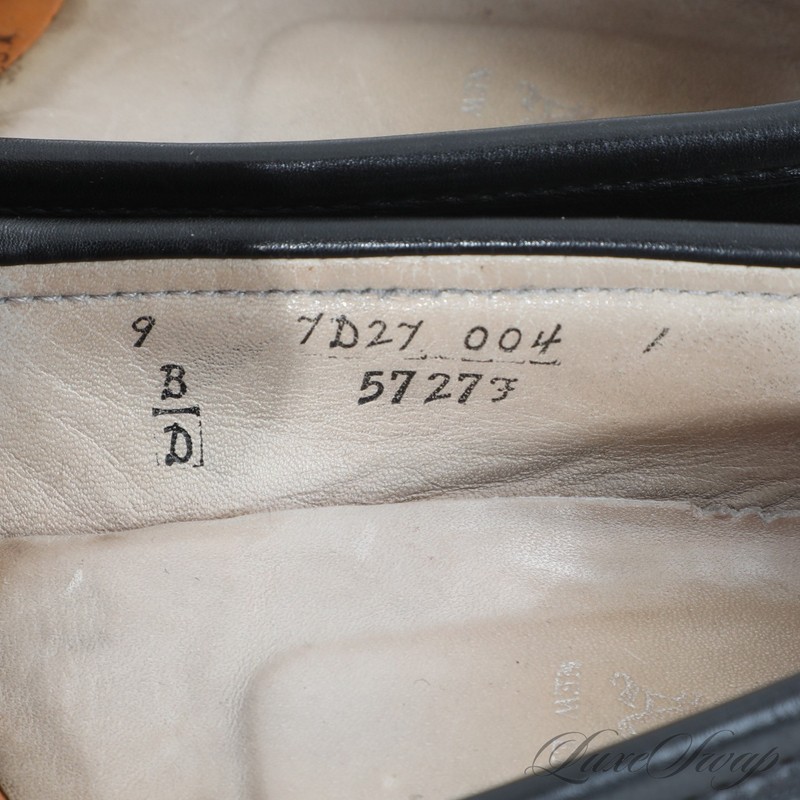 9 7D27 004 /
B 57273
D
LuxeSwap